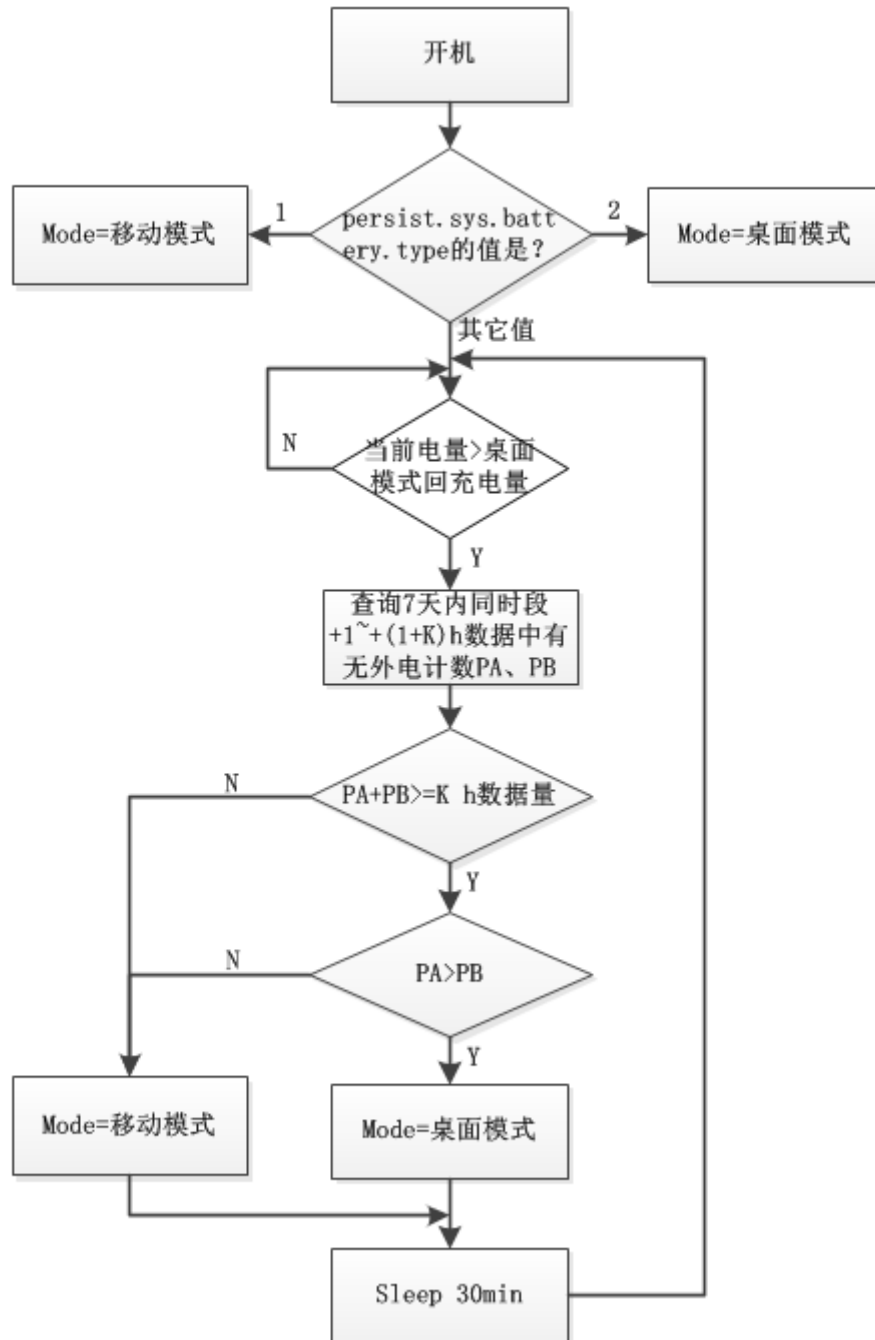 开机
1
persist.sys.batt
ery.type的值是?
2
Mode=移动模式
Mode=桌面模式
其它值
N
当前电量>桌面
模式回充电量
Y
查询7天内同时段
+1~+(1+K)h数据中有
无外电计数PA、PB
N
PA+PB>=K h数据量
Y
N
PA>PB
Y
Mode=移动模式
Mode=桌面模式
Sleep 30min